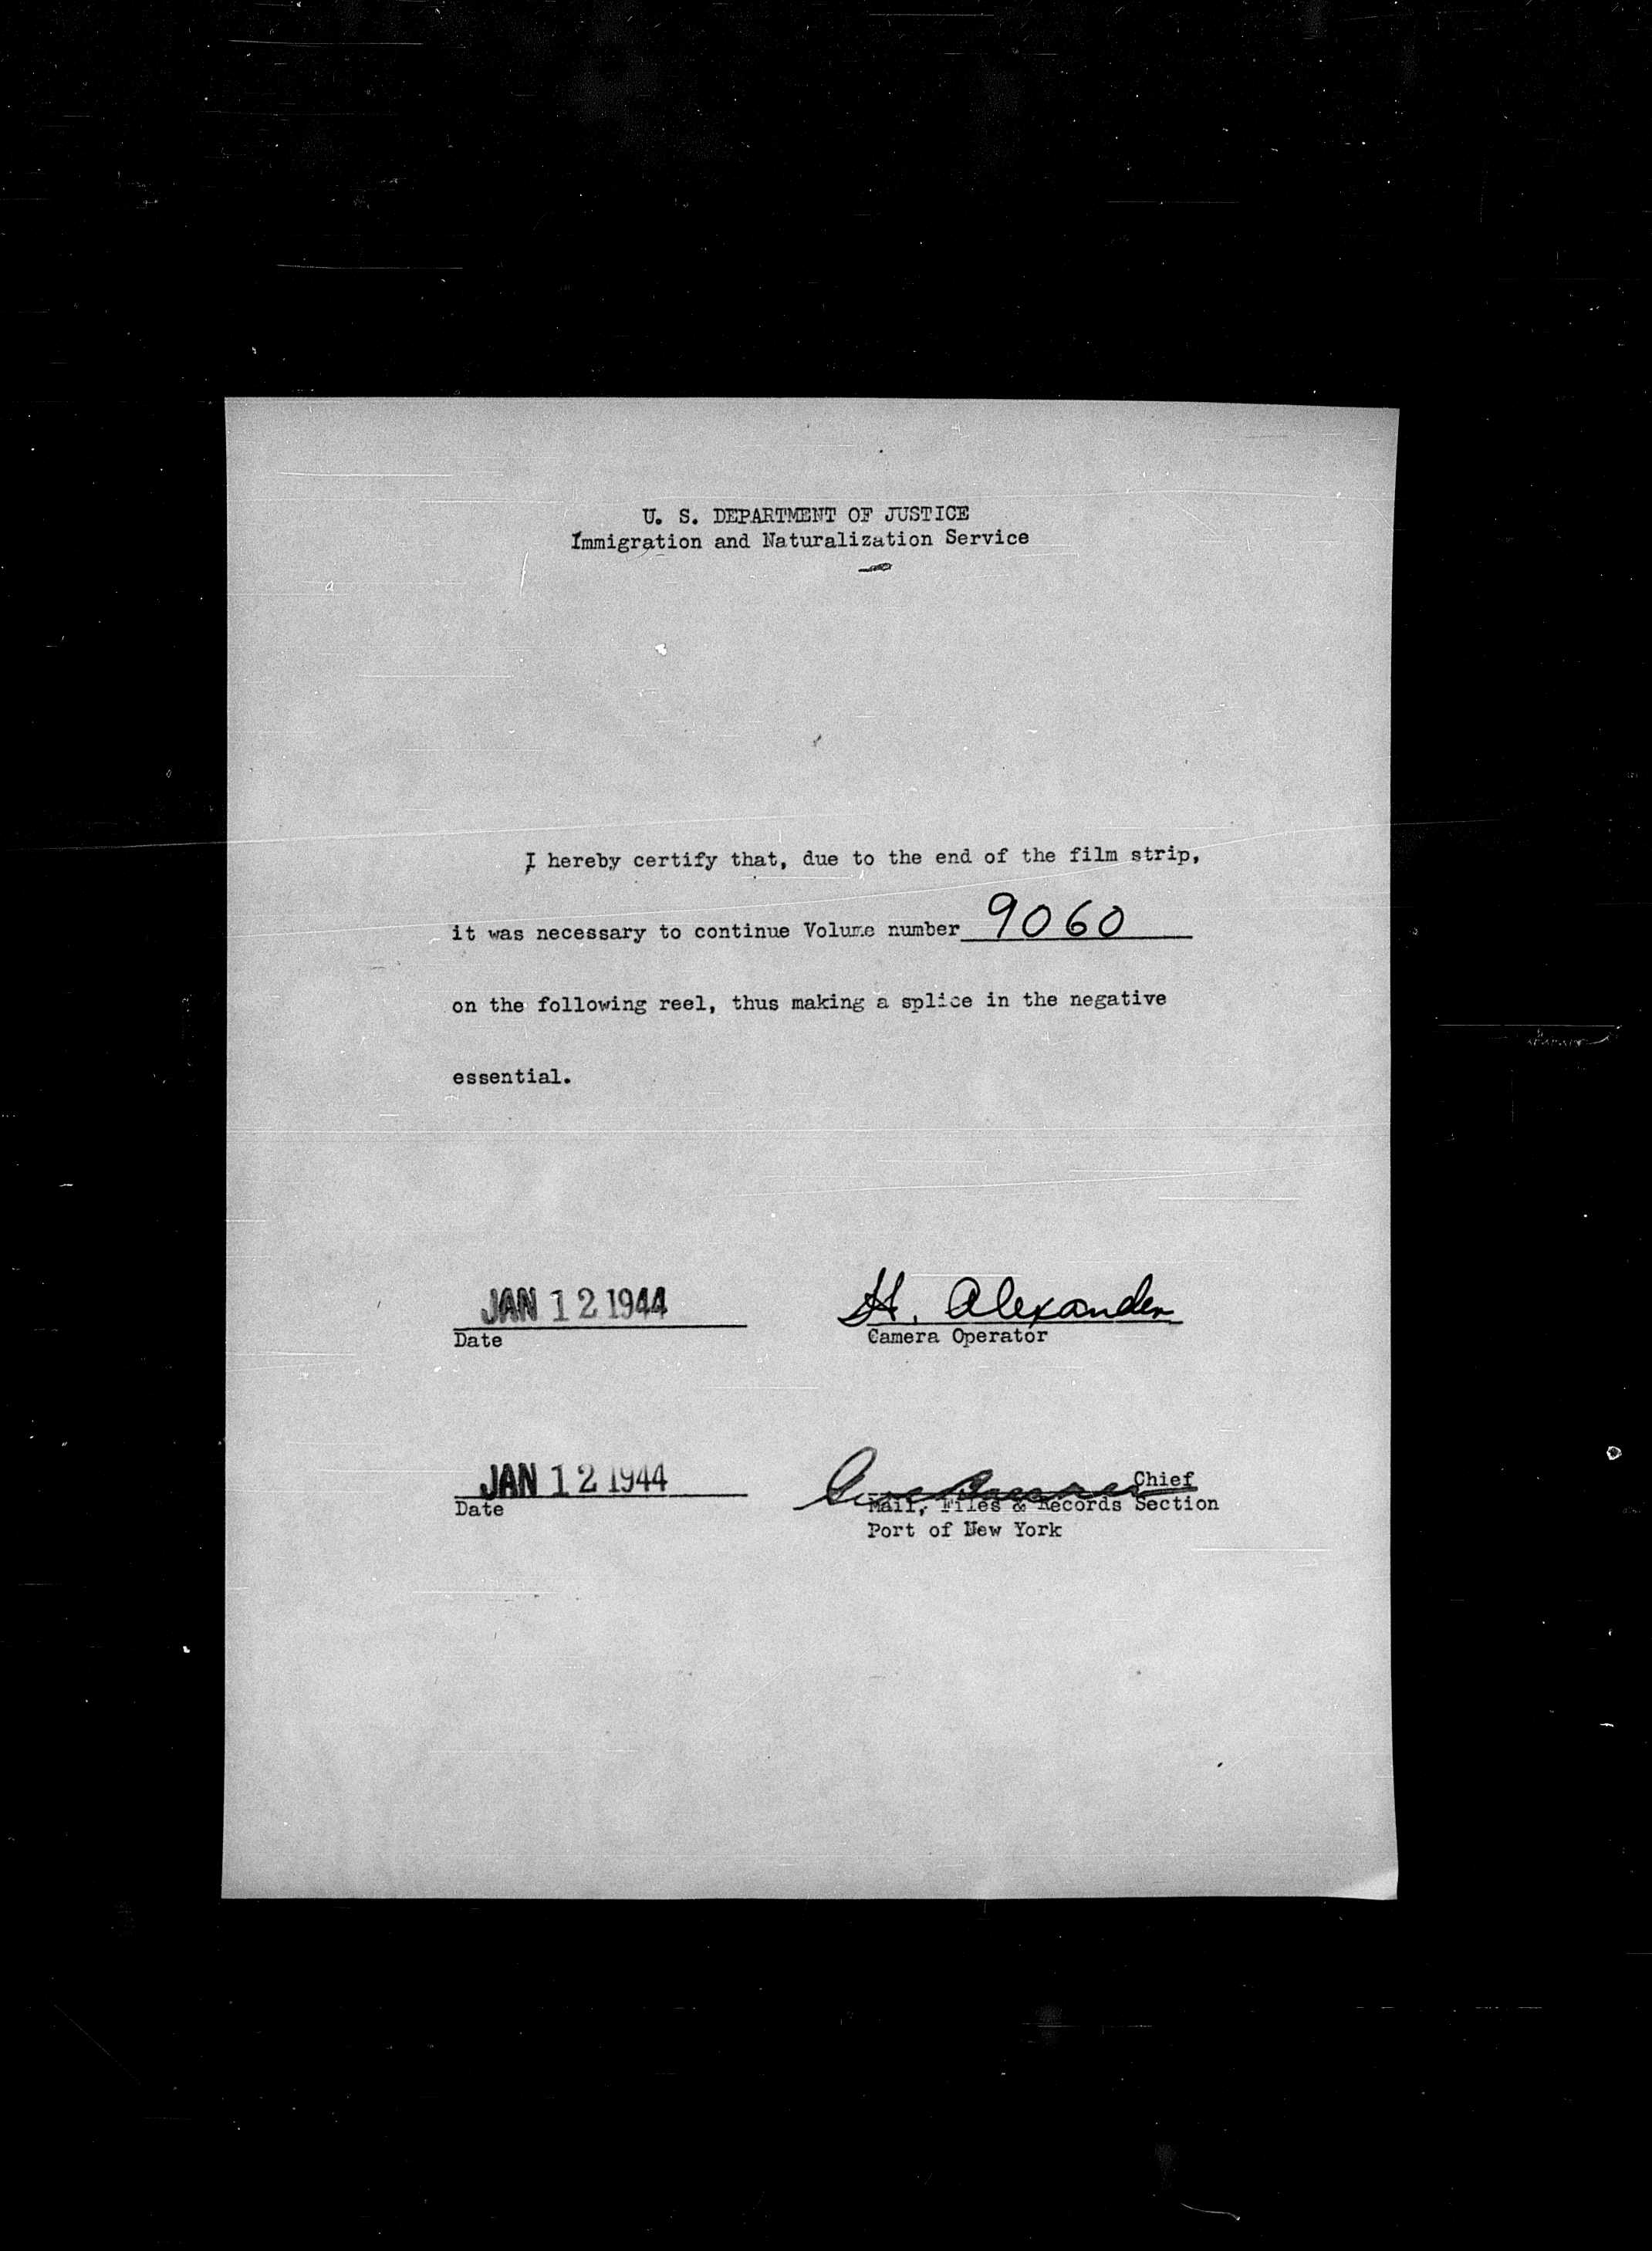 U. S. DEPARTMENT OF JUSTICE
Immigration and Naturalization Service
I hereby certify that, due to the end of the film strip,
it was necessary to continue Volume number 9060
on the following reel, thus making a splice in the negative
essential.
JAN 12 1944 H. Alexander
Date Camera Operator
JAN 12 1944 Chief
Date Mail, Files & Records Section
Port of New York